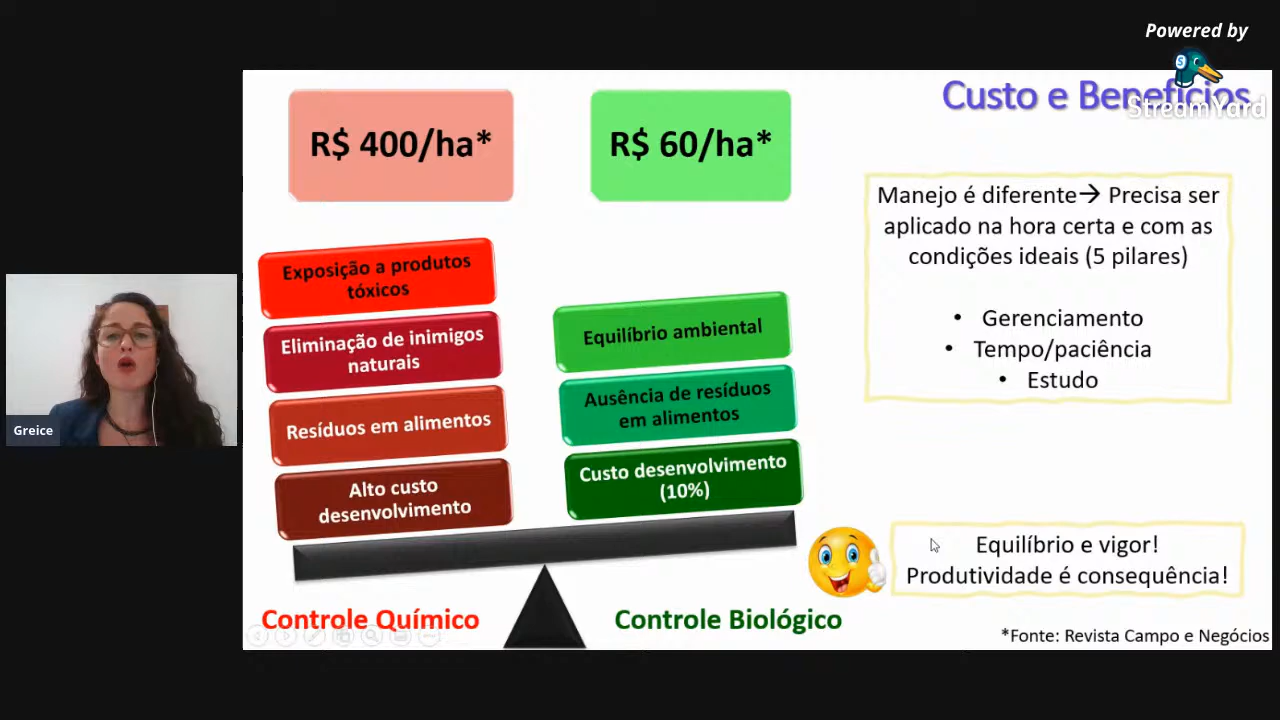 Powered by
StreamYard
Custo e Benefícios
R$ 400/ha*
R$ 60/ha*
Exposição a produtos
tóxicos
Eliminação de inimigos
naturais
Resíduos em alimentos
Alto custo
desenvolvimento
Equilíbrio ambiental
Ausência de resíduos
em alimentos
Custo desenvolvimento
(10%)
Controle Químico
Controle Biológico
Manejo é diferente→ Precisa ser
aplicado na hora certa e com as
condições ideais (5 pilares)
• Gerenciamento
• Tempo/paciência
• Estudo
Equilíbrio e vigor!
Produtividade é consequência!
*Fonte: Revista Campo e Negócios
Greice